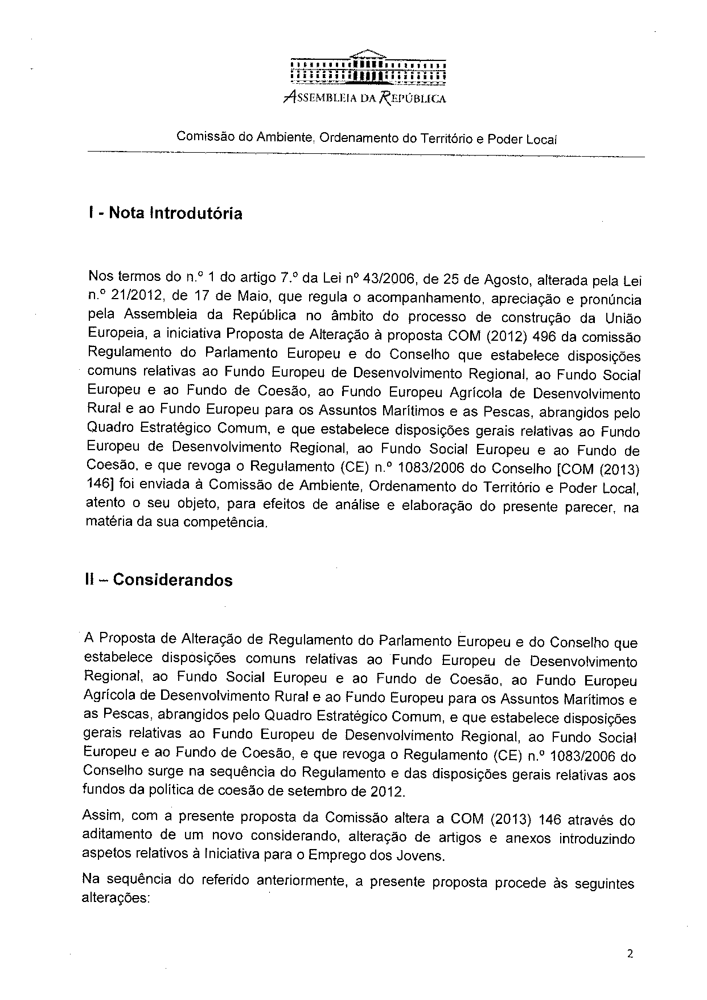 ASSEMBLEIA DA REPÚBLICA
Comissão do Ambiente, Ordenamento do Território e Poder Local
I - Nota Introdutória
Nos termos do n.º 1 do artigo 7.º da Lei nº 43/2006, de 25 de Agosto, alterada pela Lei
n.º 21/2012, de 17 de Maio, que regula o acompanhamento, apreciação e pronúncia
pela Assembleia da República no âmbito do processo de construção da União
Europeia, a iniciativa Proposta de Alteração à proposta COM (2012) 496 da comissão
Regulamento do Parlamento Europeu e do Conselho que estabelece disposições
comuns relativas ao Fundo Europeu de Desenvolvimento Regional, ao Fundo Social
Europeu e ao Fundo de Coesão, ao Fundo Europeu Agrícola de Desenvolvimento
Rural e ao Fundo Europeu para os Assuntos Marítimos e as Pescas, abrangidos pelo
Quadro Estratégico Comum, e que estabelece disposições gerais relativas ao Fundo
Europeu de Desenvolvimento Regional, ao Fundo Social Europeu e ao Fundo de
Coesão, e que revoga o Regulamento (CE) n.º 1083/2006 do Conselho [COM (2013)
146] foi enviada à Comissão de Ambiente, Ordenamento do Território e Poder Local,
atento o seu objeto, para efeitos de análise e elaboração do presente parecer, na
matéria da sua competência.
II – Considerandos
A Proposta de Alteração de Regulamento do Parlamento Europeu e do Conselho que
estabelece disposições comuns relativas ao Fundo Europeu de Desenvolvimento
Regional, ao Fundo Social Europeu e ao Fundo de Coesão, ao Fundo Europeu
Agrícola de Desenvolvimento Rural e ao Fundo Europeu para os Assuntos Marítimos e
as Pescas, abrangidos pelo Quadro Estratégico Comum, e que estabelece disposições
gerais relativas ao Fundo Europeu de Desenvolvimento Regional, ao Fundo Social
Europeu e ao Fundo de Coesão, e que revoga o Regulamento (CE) n.º 1083/2006 do
Conselho surge na sequência do Regulamento e das disposições gerais relativas aos
fundos da política de coesão de setembro de 2012.
Assim, com a presente proposta da Comissão altera a COM (2013) 146 através do
aditamento de um novo considerando, alteração de artigos e anexos introduzindo
aspetos relativos à Iniciativa para o Emprego dos Jovens.
Na sequência do referido anteriormente, a presente proposta procede às seguintes
alterações:
2